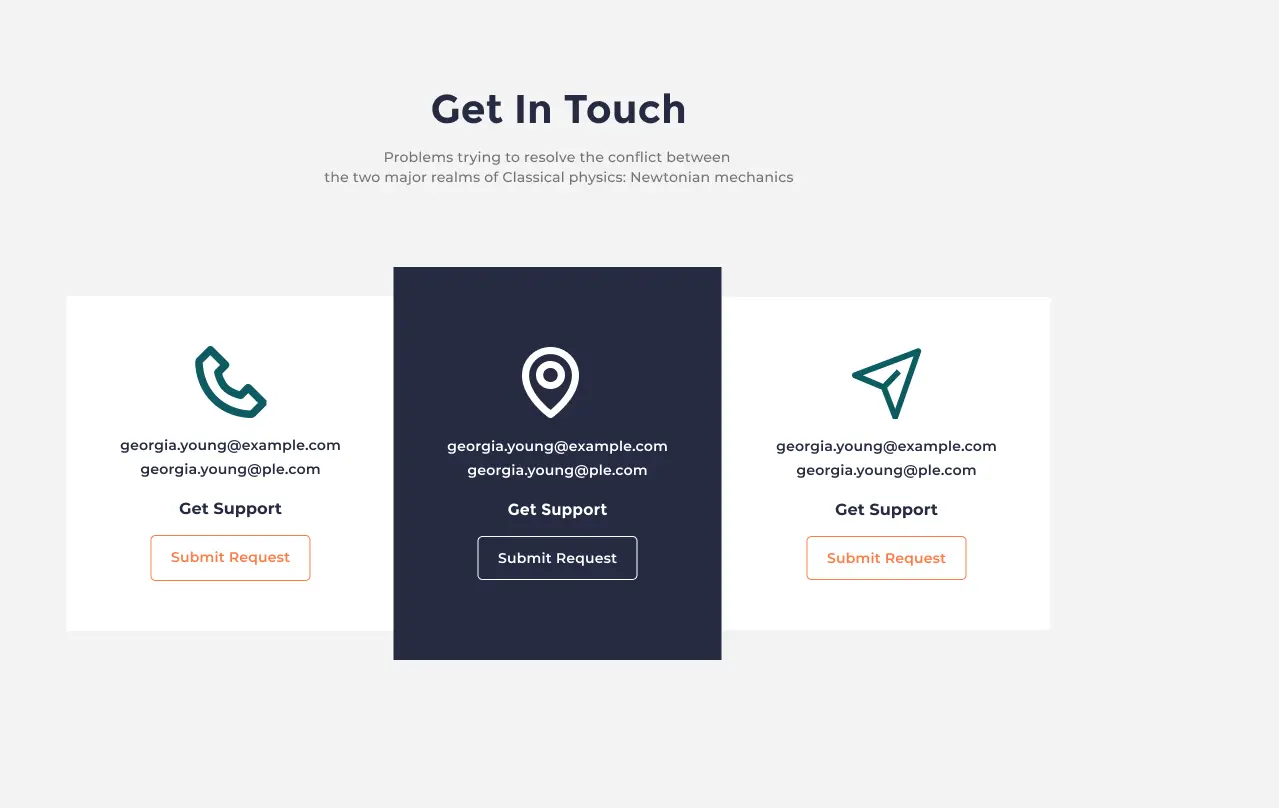 Get In Touch
Problems trying to resolve the conflict between
the two major realms of Classical physics: Newtonian mechanics
georgia.young@example.com
georgia.young@ple.com
Get Support
Submit Request
georgia.young@example.com
georgia.young@ple.com
Get Support
Submit Request
georgia.young@example.com
georgia.young@ple.com
Get Support
Submit Request